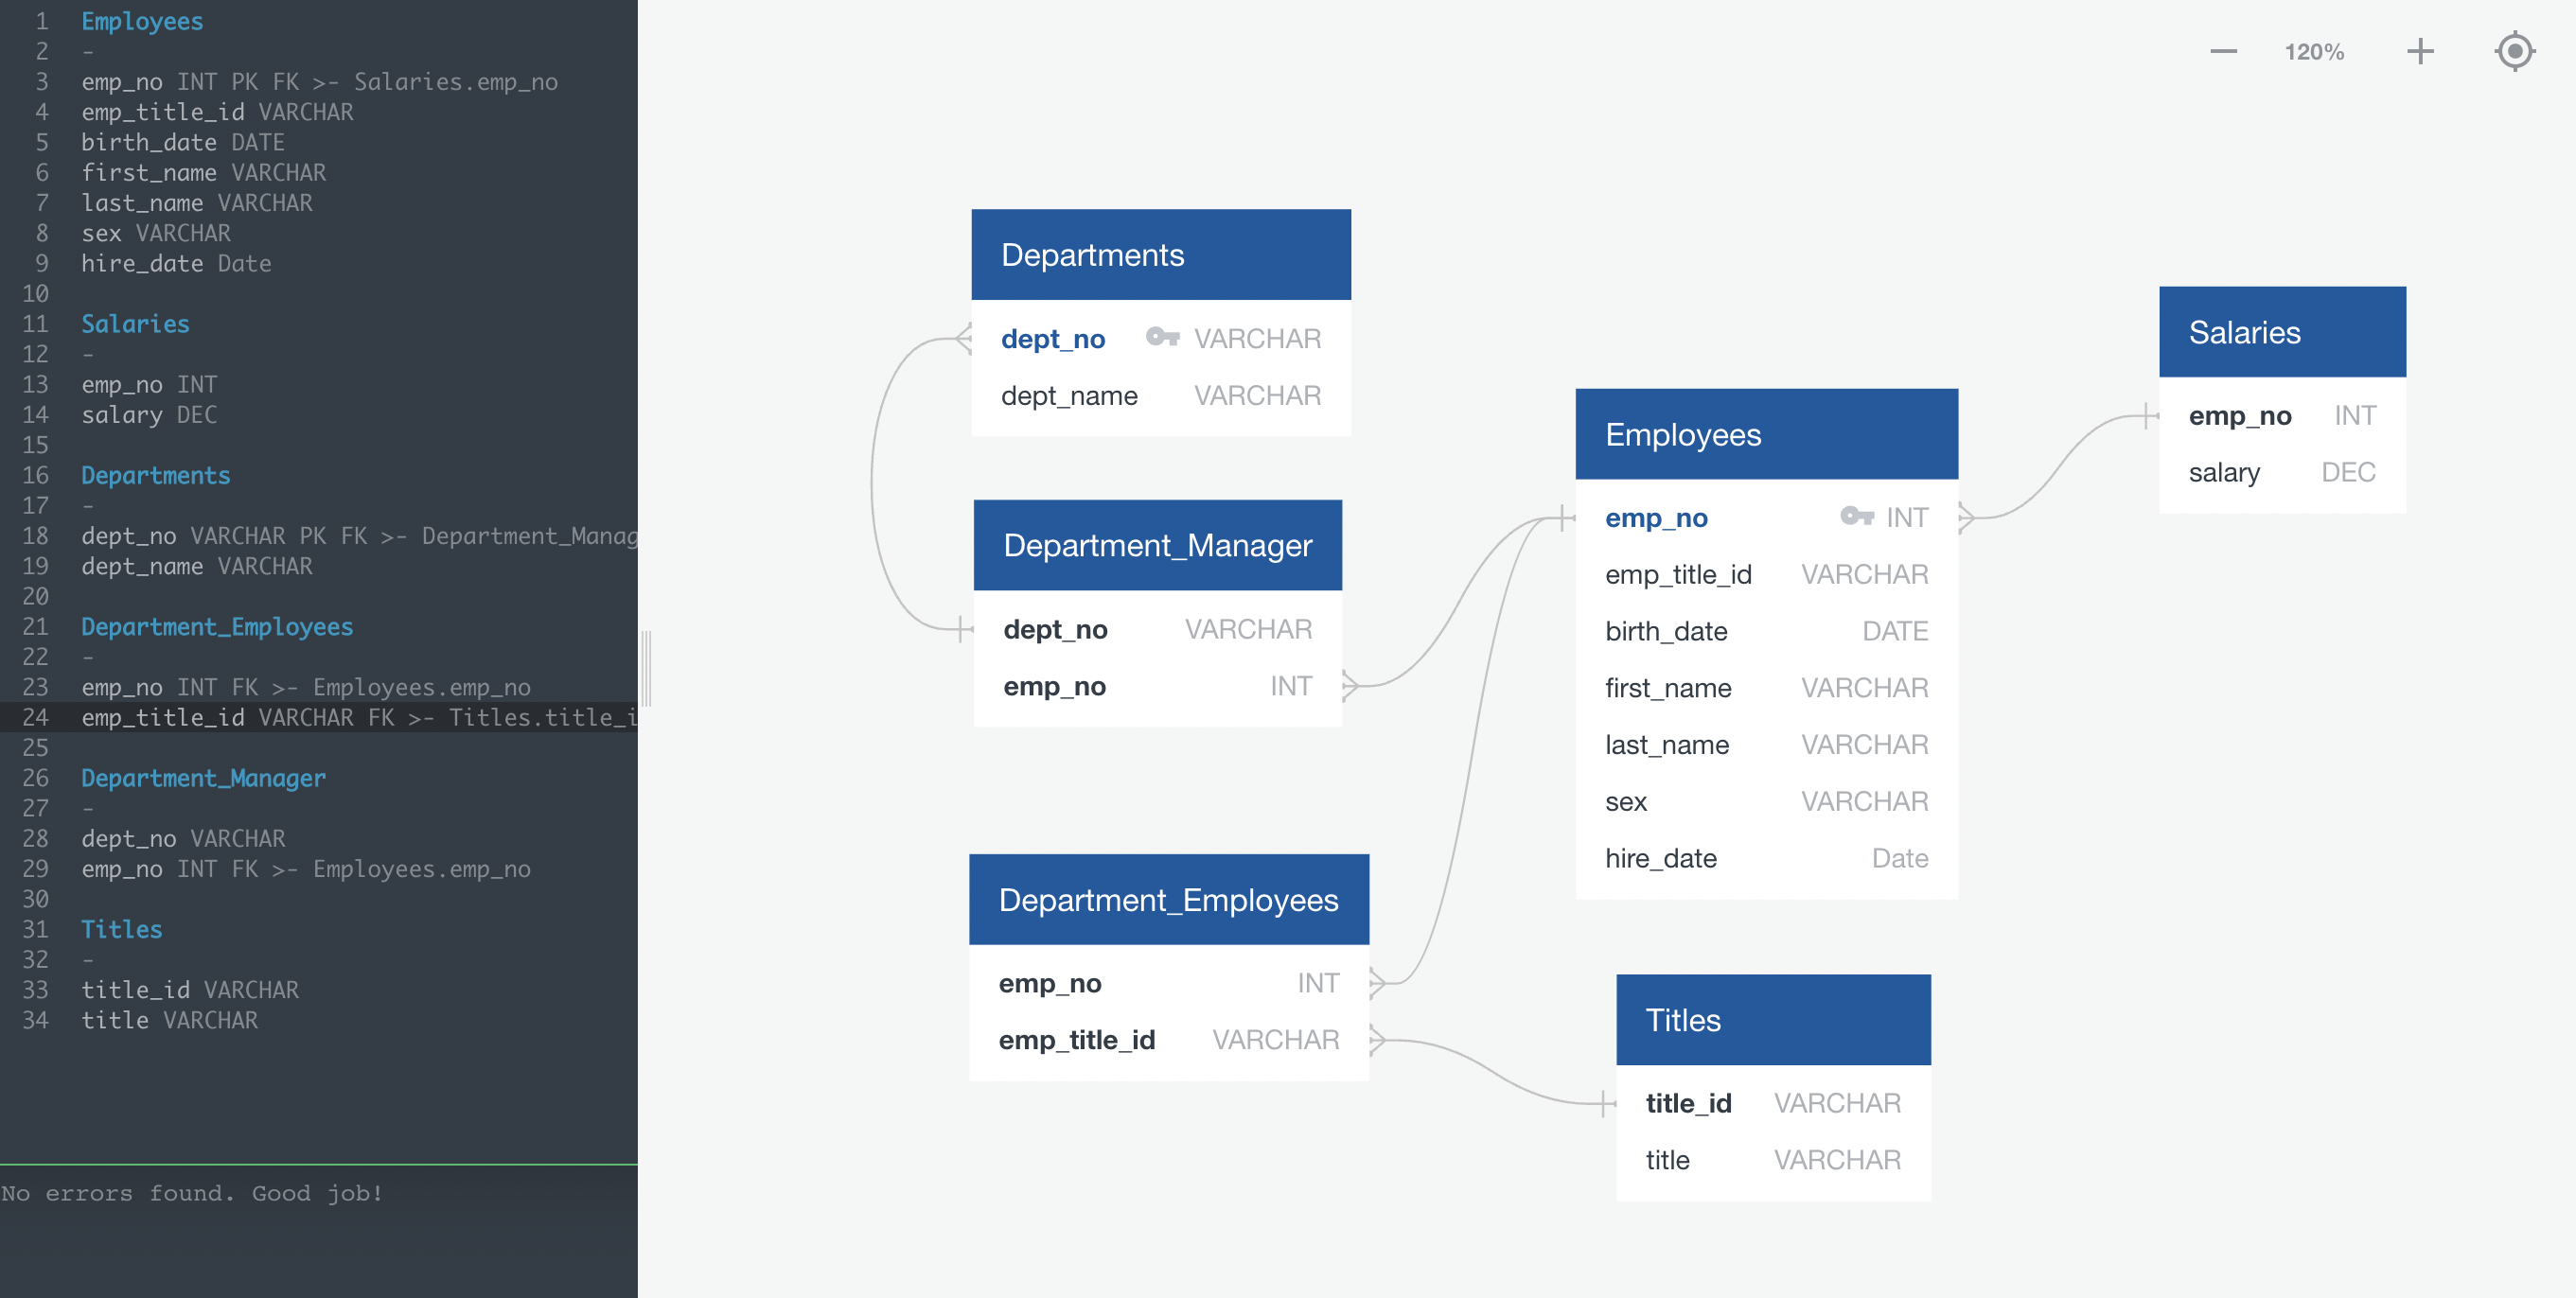 1 Employees
2 -
3 emp_no INT PK FK >- Salaries.emp_no
4 emp_title_id VARCHAR
5 birth_date DATE
6 first_name VARCHAR
7 last_name VARCHAR
8 sex VARCHAR
9 hire_date Date
10
11 Salaries
12 -
13 emp_no INT
14 salary DEC
15
16 Departments
17 -
18 dept_no VARCHAR PK FK >- Department_Manag
19 dept_name VARCHAR
20
21 Department_Employees
22 -
23 emp_no INT FK >- Employees.emp_no
24 emp_title_id VARCHAR FK >- Titles.title_i
25
26 Department_Manager
27 -
28 dept_no VARCHAR
29 emp_no INT FK >- Employees.emp_no
30
31 Titles
32 -
33 title_id VARCHAR
34 title VARCHAR
No errors found. Good job!
120%
Departments
dept_no VARCHAR
dept_name VARCHAR
Department_Manager
dept_no VARCHAR
emp_no INT
Department_Employees
emp_no INT
emp_title_id VARCHAR
Employees
emp_no INT
emp_title_id VARCHAR
birth_date DATE
first_name VARCHAR
last_name VARCHAR
sex VARCHAR
hire_date Date
Titles
title_id VARCHAR
title VARCHAR
Salaries
emp_no INT
salary DEC